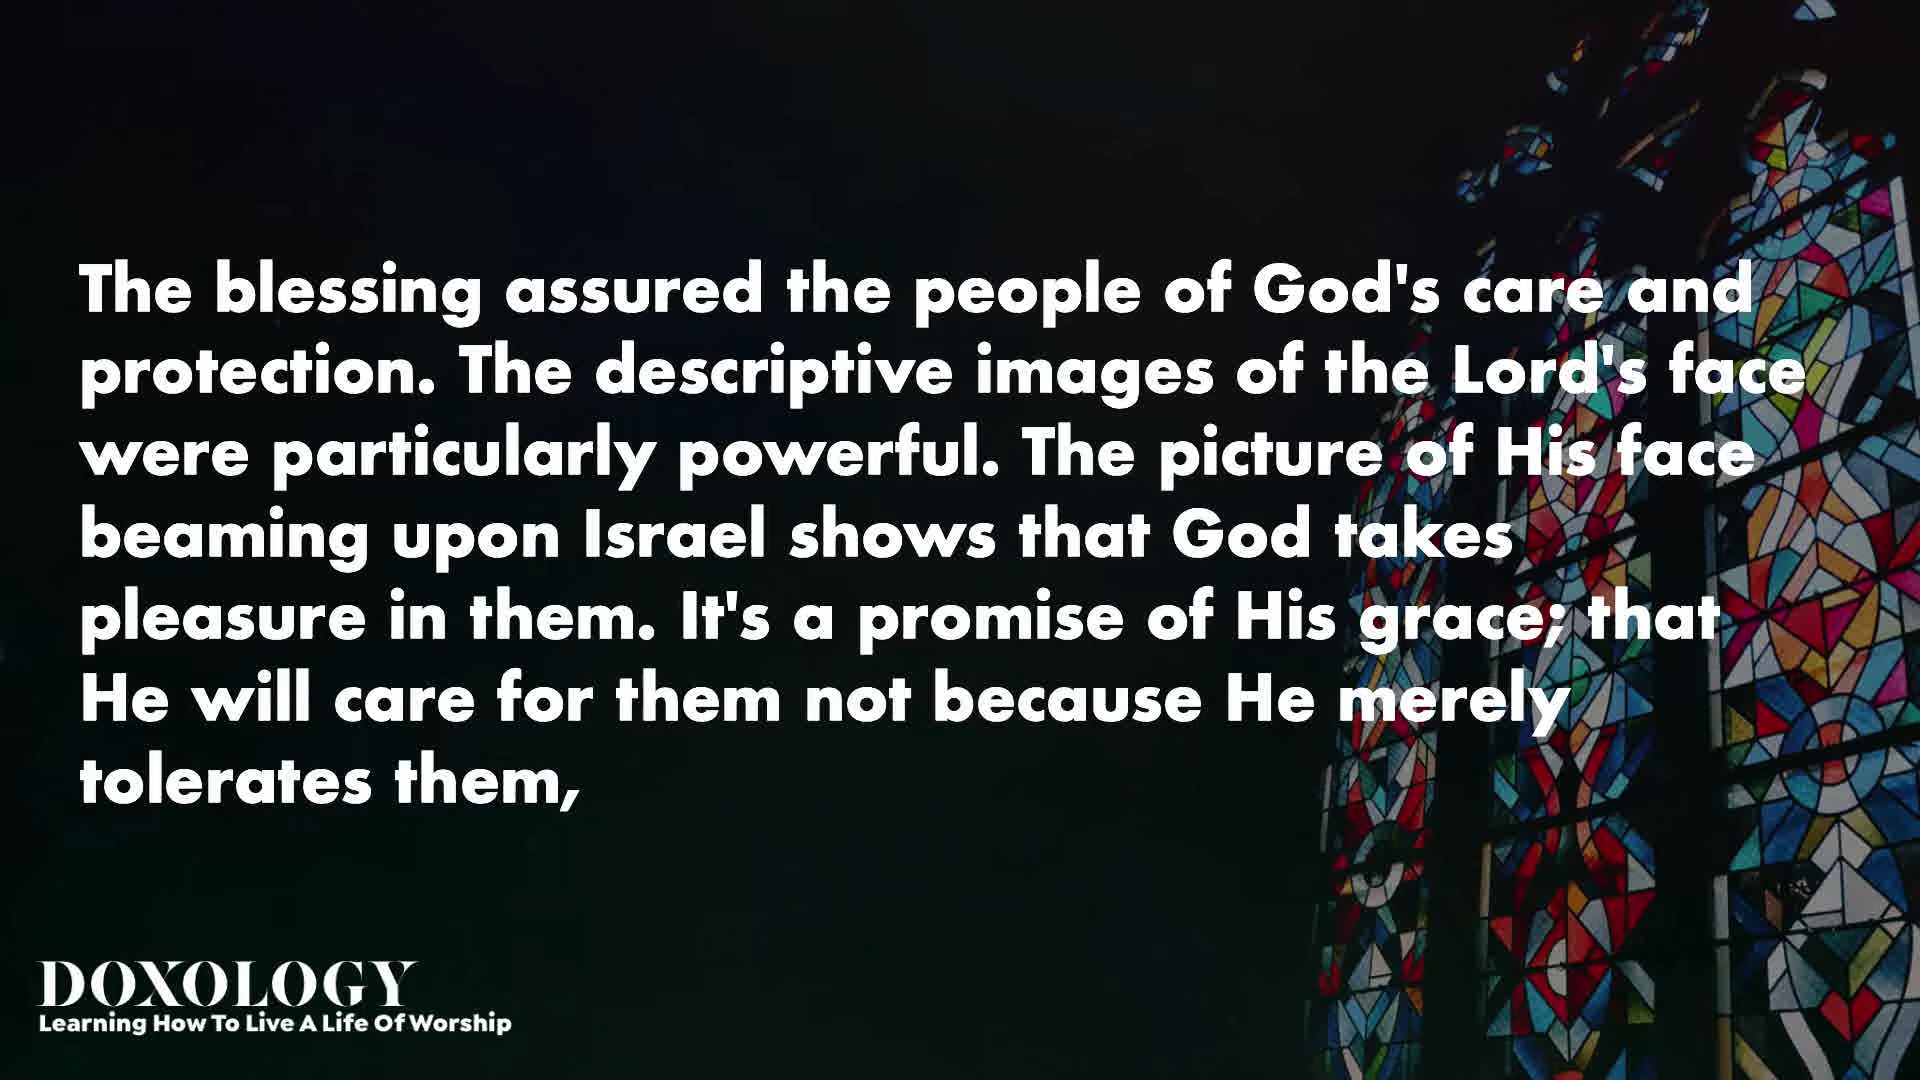 The blessing assured the people of God's care and
protection. The descriptive images of the Lord's face
were particularly powerful. The picture of His face
beaming upon Israel shows that God takes
pleasure in them. It's a promise of His grace; that
He will care for them not because He merely
tolerates them,
DOXOLOGY
Learning How To Live A Life Of Worship